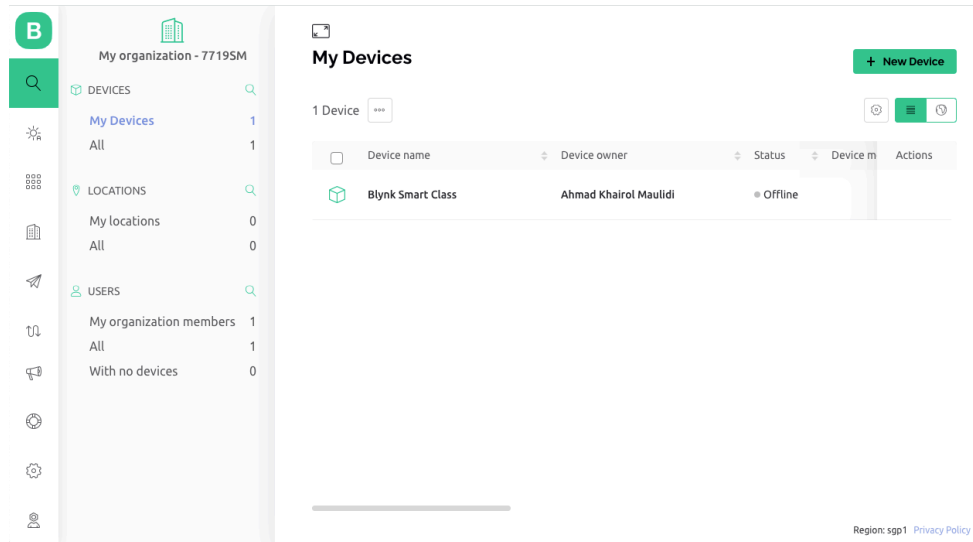 B
My organization - 7719SM
DEVICES
My Devices 1
All 1
LOCATIONS
My locations 0
All 0
USERS
My organization members 1
All 1
With no devices 0
My Devices
+ New Device
1 Device
Device name Device owner Status Device m Actions
Blynk Smart Class Ahmad Khairol Maulidi Offline
Region: sgp1 Privacy Policy